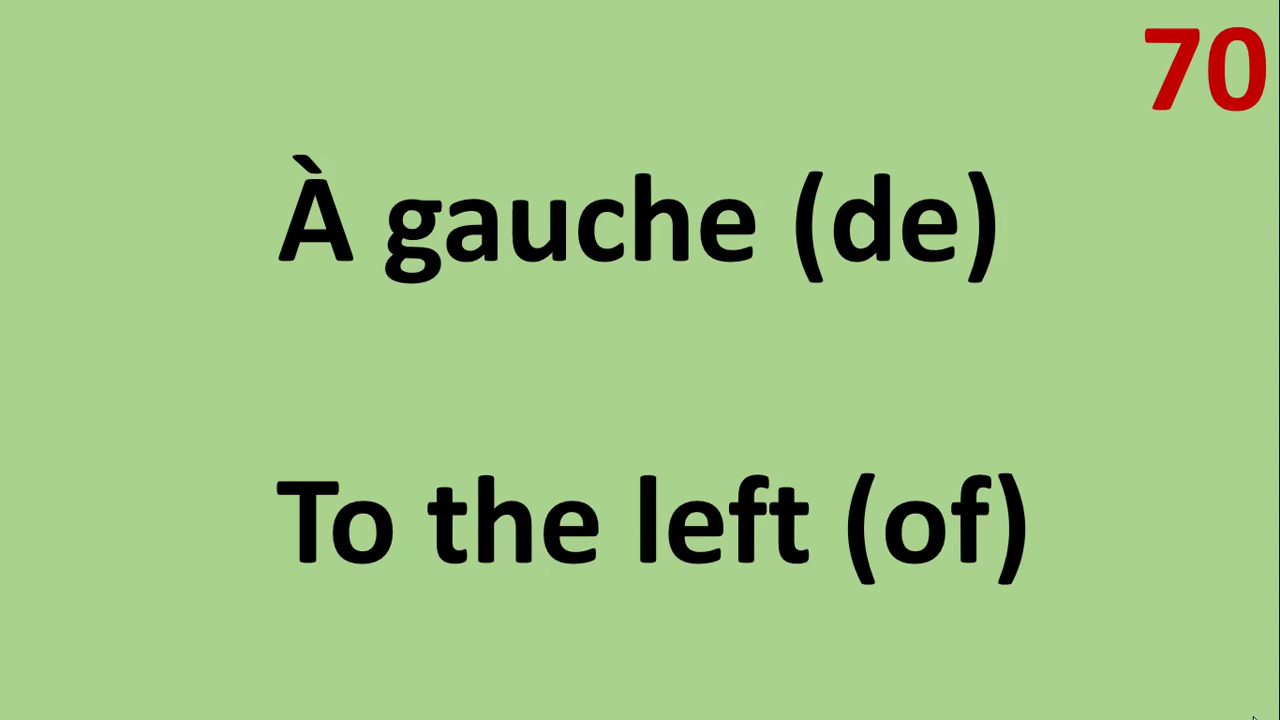 70
À gauche (de)
To the left (of)